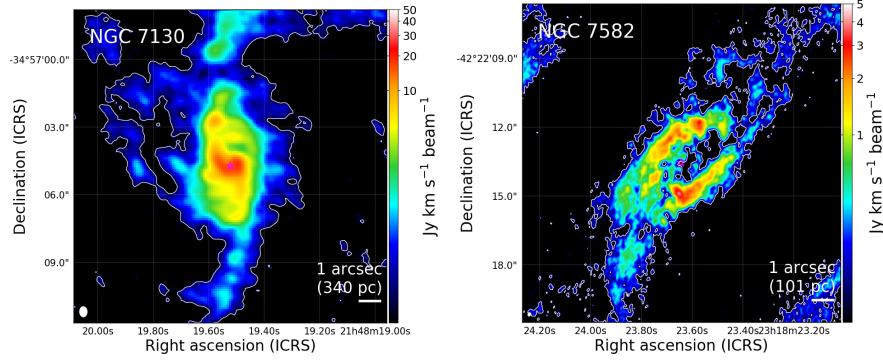 NGC 7130
-34°57'00.0"
03.0"
06.0"
09.0"
Declination (ICRS)
1 arcsec
(340 pc)
20.00s 19.80s 19.60s 19.40s 19.20s 21h48m19.00s
Right ascension (ICRS)
50
40
30
20
10
Jy km s⁻¹ beam⁻¹
NGC 7582
-42°22'09.0"
12.0"
15.0"
18.0"
Declination (ICRS)
1 arcsec
(101 pc)
24.20s 24.00s 23.80s 23.60s 23.40s 23h18m23.20s
Right ascension (ICRS)
5
4
3
2
1
Jy km s⁻¹ beam⁻¹